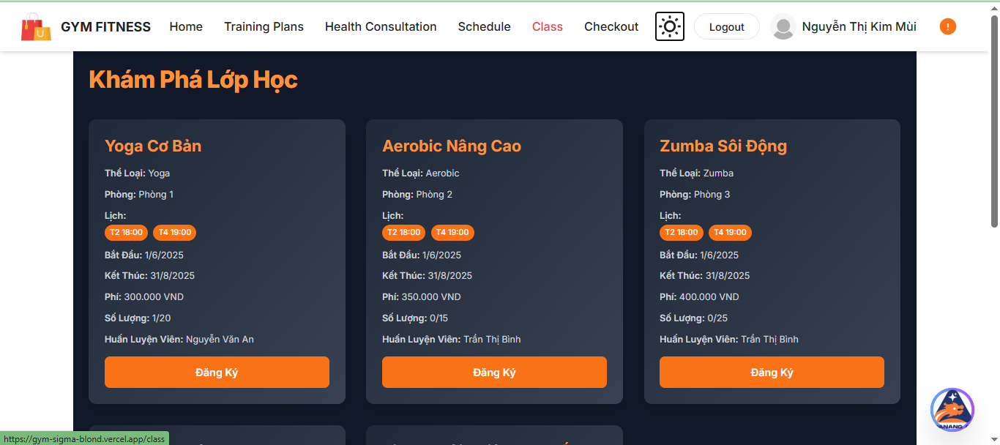 GYM FITNESS Home Training Plans Health Consultation Schedule Class Checkout Logout Nguyễn Thị Kim Mùi !
Khám Phá Lớp Học
Yoga Cơ Bản
Thể Loại: Yoga
Phòng: Phòng 1
Lịch:
T2 18:00 T4 19:00
Bắt Đầu: 1/6/2025
Kết Thúc: 31/8/2025
Phí: 300.000 VND
Số Lượng: 1/20
Huấn Luyện Viên: Nguyễn Văn An
Đăng Ký
Aerobic Nâng Cao
Thể Loại: Aerobic
Phòng: Phòng 2
Lịch:
T2 18:00 T4 19:00
Bắt Đầu: 1/6/2025
Kết Thúc: 31/8/2025
Phí: 350.000 VND
Số Lượng: 0/15
Huấn Luyện Viên: Trần Thị Bình
Đăng Ký
Zumba Sôi Động
Thể Loại: Zumba
Phòng: Phòng 3
Lịch:
T2 18:00 T4 19:00
Bắt Đầu: 1/6/2025
Kết Thúc: 31/8/2025
Phí: 400.000 VND
Số Lượng: 0/25
Huấn Luyện Viên: Trần Thị Bình
Đăng Ký
ANANG
https://gym-sigma-blond.vercel.app/class